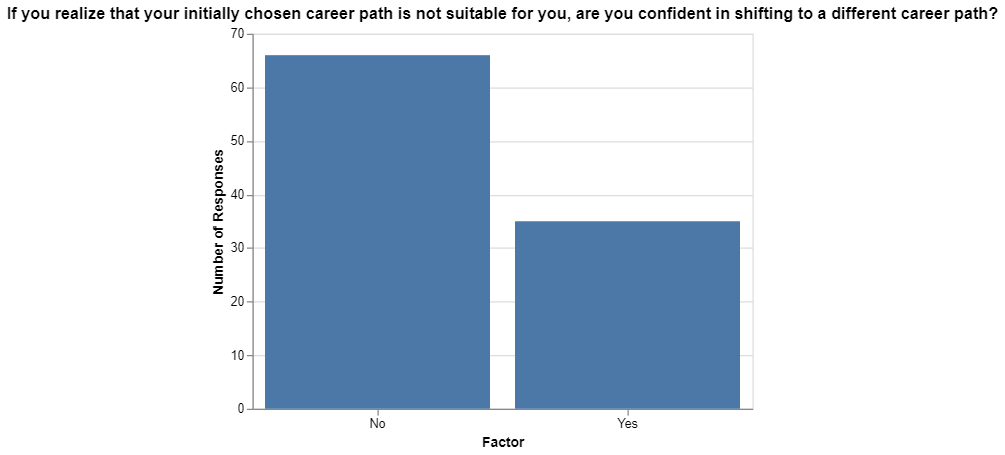 If you realize that your initially chosen career path is not suitable for you, are you confident in shifting to a different career path?
70
60
50
40
30
20
10
0
Number of Responses
No
Yes
Factor